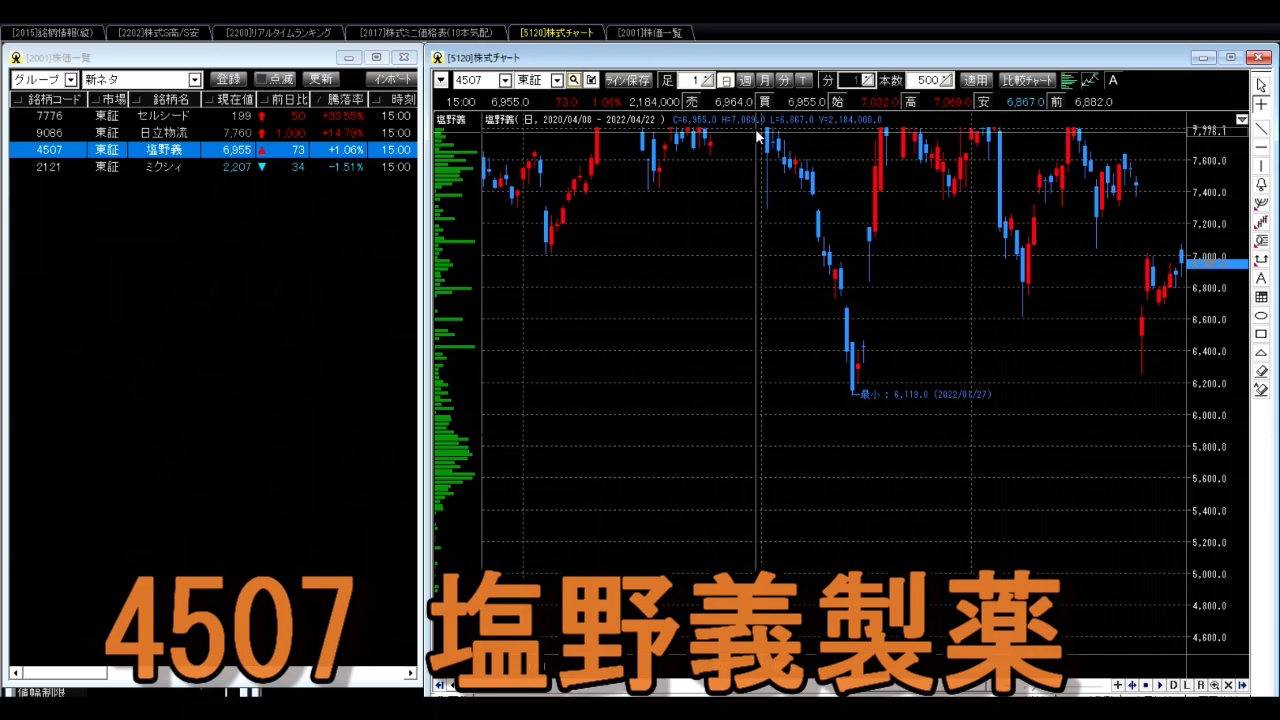 [2015]銘柄情報(縦) [2202]株式S高/S安 [2200]リアルタイムランキング [2017]株式ミニ価格表(10本気配) [5120]株式チャート [2001]株価一覧
[2001]株価一覧
グループ 新ネタ 登録 点滅 更新 インポート
銘柄コード 市場 銘柄名 現在値 前日比 騰落率 時刻
7776 東証 セルシード 199 50 +33.55% 15:00
9086 東証 日立物流 7,760 1,000 +14.79% 15:00
4507 東証 塩野義 6,955 73 +1.06% 15:00
2121 東証 ミクシィ 2,207 34 -1.51% 15:00
[5120]株式チャート
4507 東証 ライン保存 足 1 日 週 月 分 T 分 1 本数 500 適用 比較チャート A
15:00 6,955.0 73.0 1.06% 2,184,000 売 6,964.0 買 6,955.0 始 7,032.0 高 7,069.0 安 6,867.0 前 6,882.0
塩野義 塩野義( 日, 2020/04/08 - 2022/04/22 ) C=6,955.0 H=7,069.0 L=6,867.0 V=2,184,000.0
7,600.0
7,400.0
7,200.0
7,000.0
6,800.0
6,600.0
6,400.0
6,200.0
←最小 : 6,118.0 (2022/01/27)
6,000.0
5,800.0
5,600.0
5,400.0
5,200.0
5,000.0
4,800.0
4,600.0
4507 塩野義製薬
D L R
値幅制限